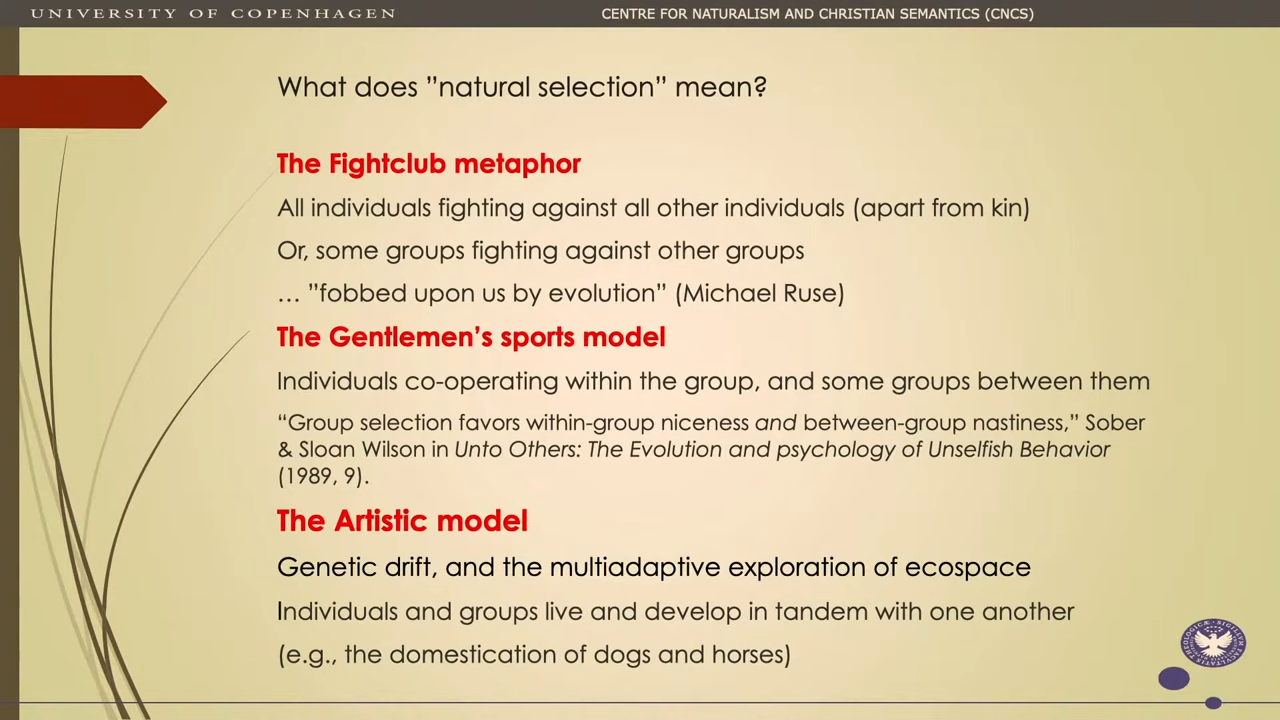 UNIVERSITY OF COPENHAGEN
CENTRE FOR NATURALISM AND CHRISTIAN SEMANTICS (CNCS)
What does ”natural selection” mean?
The Fightclub metaphor
All individuals fighting against all other individuals (apart from kin)
Or, some groups fighting against other groups
… ”fobbed upon us by evolution” (Michael Ruse)
The Gentlemen’s sports model
Individuals co-operating within the group, and some groups between them
“Group selection favors within-group niceness and between-group nastiness,” Sober
& Sloan Wilson in Unto Others: The Evolution and psychology of Unselfish Behavior
(1989, 9).
The Artistic model
Genetic drift, and the multiadaptive exploration of ecospace
Individuals and groups live and develop in tandem with one another
(e.g., the domestication of dogs and horses)